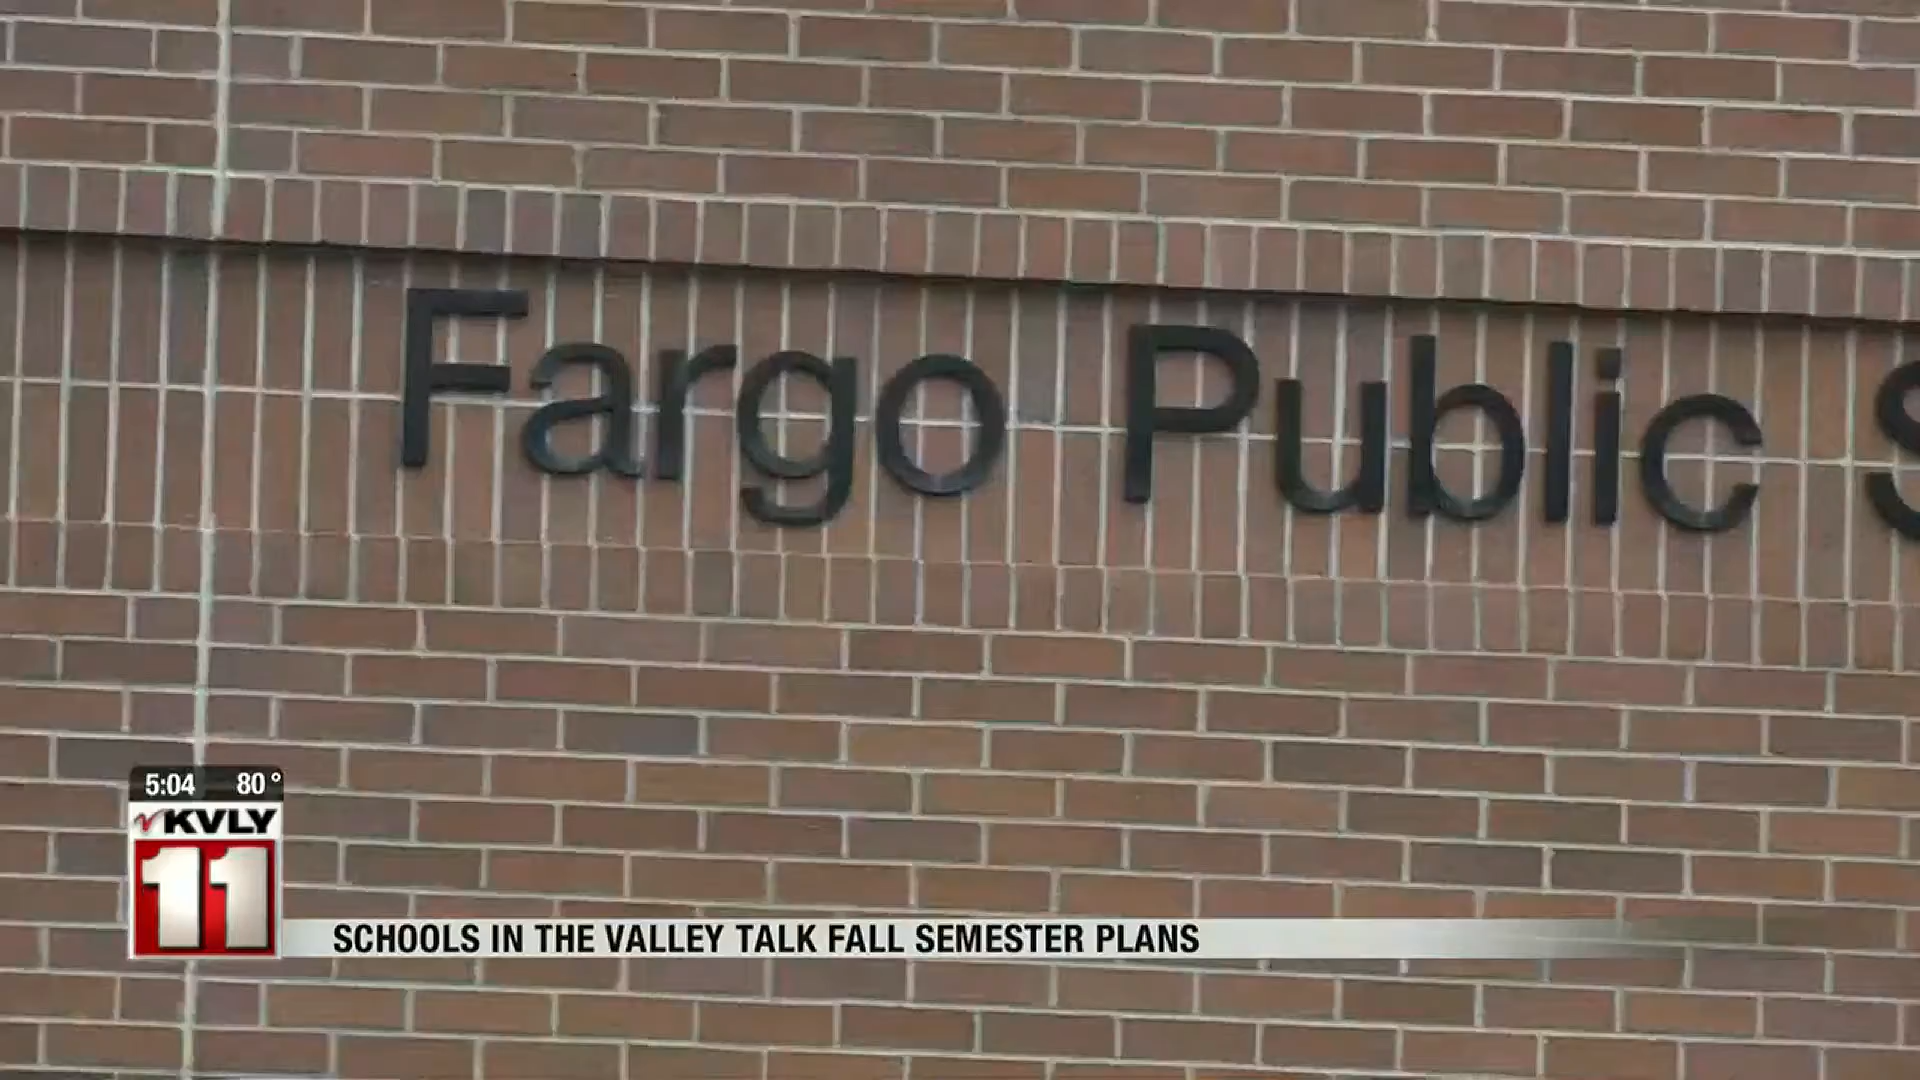 Fargo Public S
5:04 80°
KVLY
11
SCHOOLS IN THE VALLEY TALK FALL SEMESTER PLANS